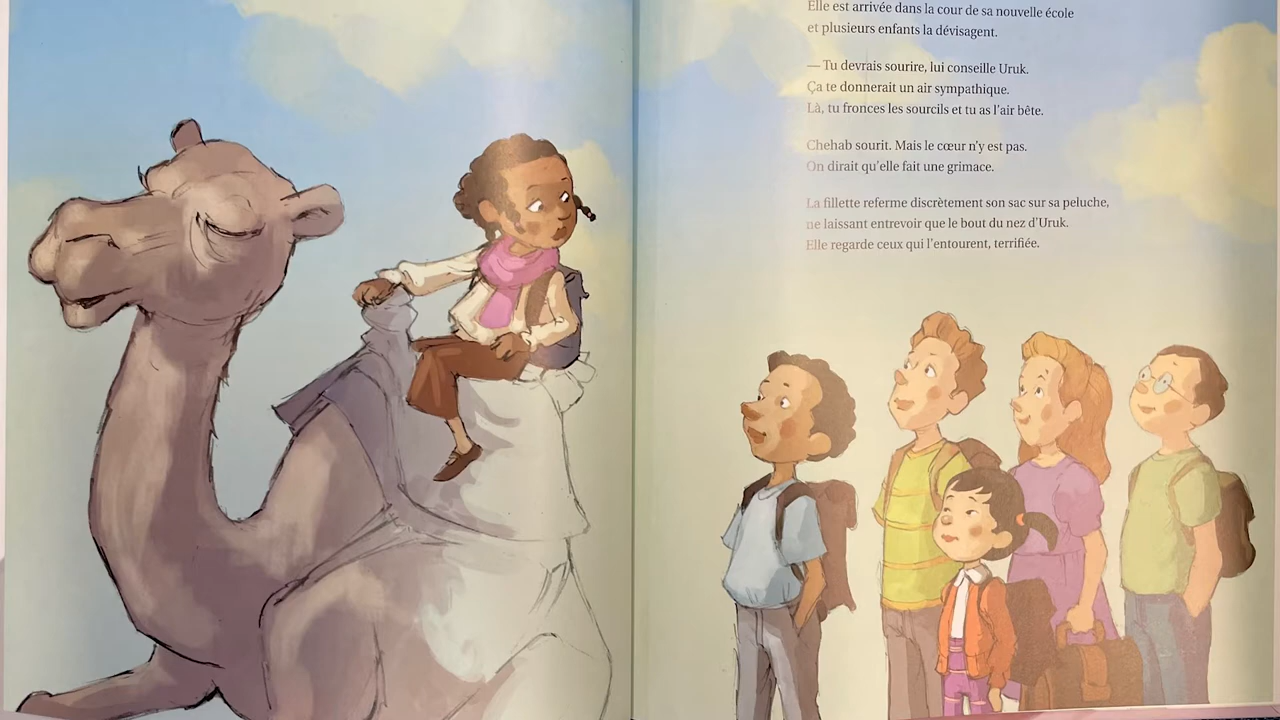 Elle est arrivée dans la cour de sa nouvelle école
et plusieurs enfants la dévisagent.
— Tu devrais sourire, lui conseille Uruk.
Ça te donnerait un air sympathique.
Là, tu fronces les sourcils et tu as l'air bête.
Chehab sourit. Mais le cœur n'y est pas.
On dirait qu'elle fait une grimace.
La fillette referme discrètement son sac sur sa peluche,
ne laissant entrevoir que le bout du nez d'Uruk.
Elle regarde ceux qui l'entourent, terrifiée.